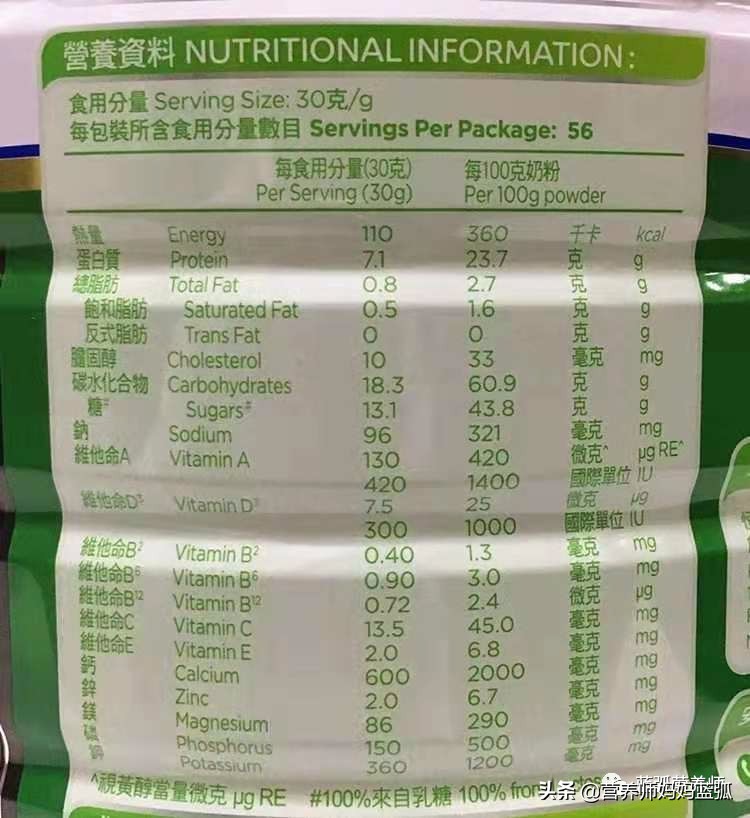 營養資料 NUTRITIONAL INFORMATION:
食用分量 Serving Size: 30克/g
每包裝所含食用分量數目 Servings Per Package: 56
每食用分量(30克) 每100克奶粉
Per Serving (30g) Per 100g powder
熱量 Energy 110 360 千卡 kcal
蛋白質 Protein 7.1 23.7 克 g
總脂肪 Total Fat 0.8 2.7 克 g
飽和脂肪 Saturated Fat 0.5 1.6 克 g
反式脂肪 Trans Fat 0 0 克 g
膽固醇 Cholesterol 10 33 毫克 mg
碳水化合物 Carbohydrates 18.3 60.9 克 g
糖# Sugars# 13.1 43.8 克 g
鈉 Sodium 96 321 毫克 mg
維他命A Vitamin A 130 420 微克^ µg RE^
420 1400 國際單位 IU
維他命D³ Vitamin D³ 7.5 25 微克 µg
300 1000 國際單位 IU
維他命B² Vitamin B² 0.40 1.3 毫克 mg
維他命B⁶ Vitamin B⁶ 0.90 3.0 毫克 mg
維他命B¹² Vitamin B¹² 0.72 2.4 微克 µg
維他命C Vitamin C 13.5 45.0 毫克 mg
維他命E Vitamin E 2.0 6.8 毫克 mg
鈣 Calcium 600 2000 毫克 mg
鋅 Zinc 2.0 6.7 毫克 mg
鎂 Magnesium 86 290 毫克 mg
磷 Phosphorus 150 500 毫克 mg
鉀 Potassium 360 1200 毫克 mg
^視黃醇當量微克 µg RE #100%來自乳糖 100% from
头条 @营养师妈妈蓝弧